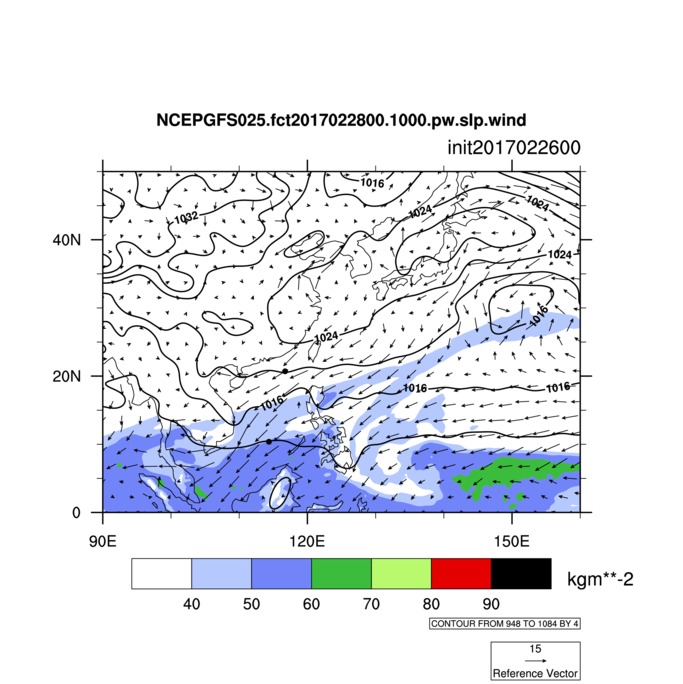 NCEPGFS025.fct2017022800.1000.pw.slp.wind
init2017022600
1016
1032
1024
1024
40N
1024
1016
1024
20N
1016
1016
1016
0
90E 120E 150E
40 50 60 70 80 90
kgm**-2
CONTOUR FROM 948 TO 1084 BY 4
15
Reference Vector